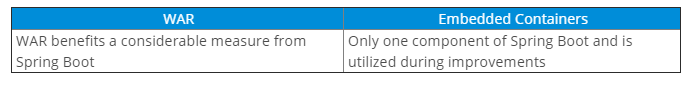 WAR
Embedded Containers
WAR benefits a considerable measure from
Spring Boot
Only one component of Spring Boot and is
utilized during improvements